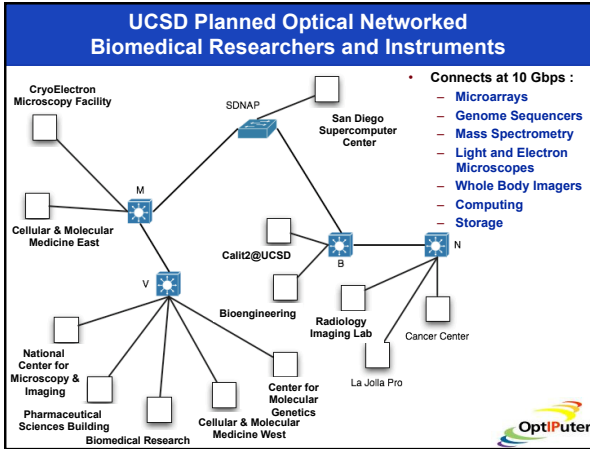 UCSD Planned Optical Networked
Biomedical Researchers and Instruments
CryoElectron
Microscopy Facility
SDNAP
San Diego
Supercomputer
Center
• Connects at 10 Gbps :
– Microarrays
– Genome Sequencers
– Mass Spectrometry
– Light and Electron
Microscopes
– Whole Body Imagers
– Computing
– Storage
M
Cellular & Molecular
Medicine East
Calit2@UCSD
B
N
V
Bioengineering
Radiology
Imaging Lab
Cancer Center
La Jolla Pro
National
Center for
Microscopy &
Imaging
Pharmaceutical
Sciences Building
Biomedical Research
Cellular & Molecular
Medicine West
Center for
Molecular
Genetics
OptIPuter